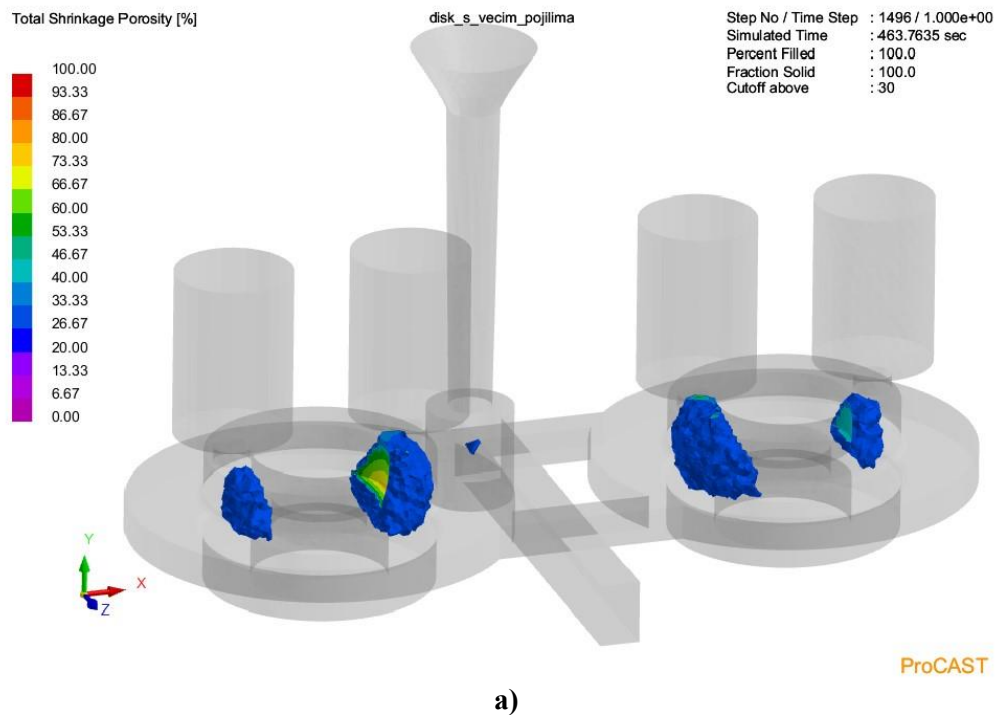 Total Shrinkage Porosity [%]
disk_s_vecim_pojilima
Step No / Time Step : 1496 / 1.000e+00
Simulated Time : 463.7635 sec
Percent Filled : 100.0
Fraction Solid : 100.0
Cutoff above : 30
100.00
93.33
86.67
80.00
73.33
66.67
60.00
53.33
46.67
40.00
33.33
26.67
20.00
13.33
6.67
0.00
Y
X
Z
ProCAST
a)